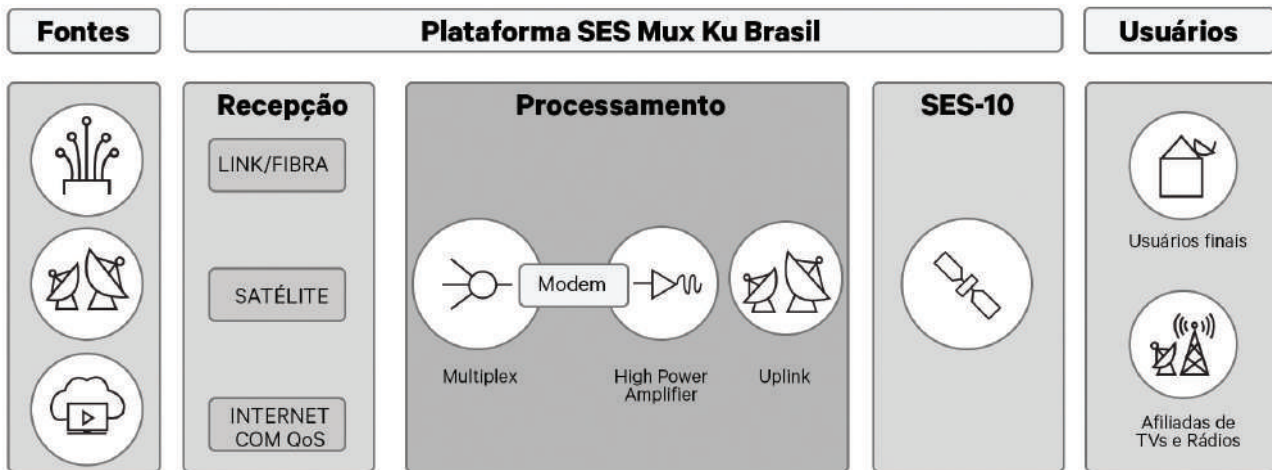 Fontes
Plataforma SES Mux Ku Brasil
Usuários
Recepção
LINK/FIBRA
SATÉLITE
INTERNET
COM QoS
Processamento
Multiplex
Modem
High Power
Amplifier
Uplink
SES-10
Usuários finais
Afiliadas de
TVs e Rádios